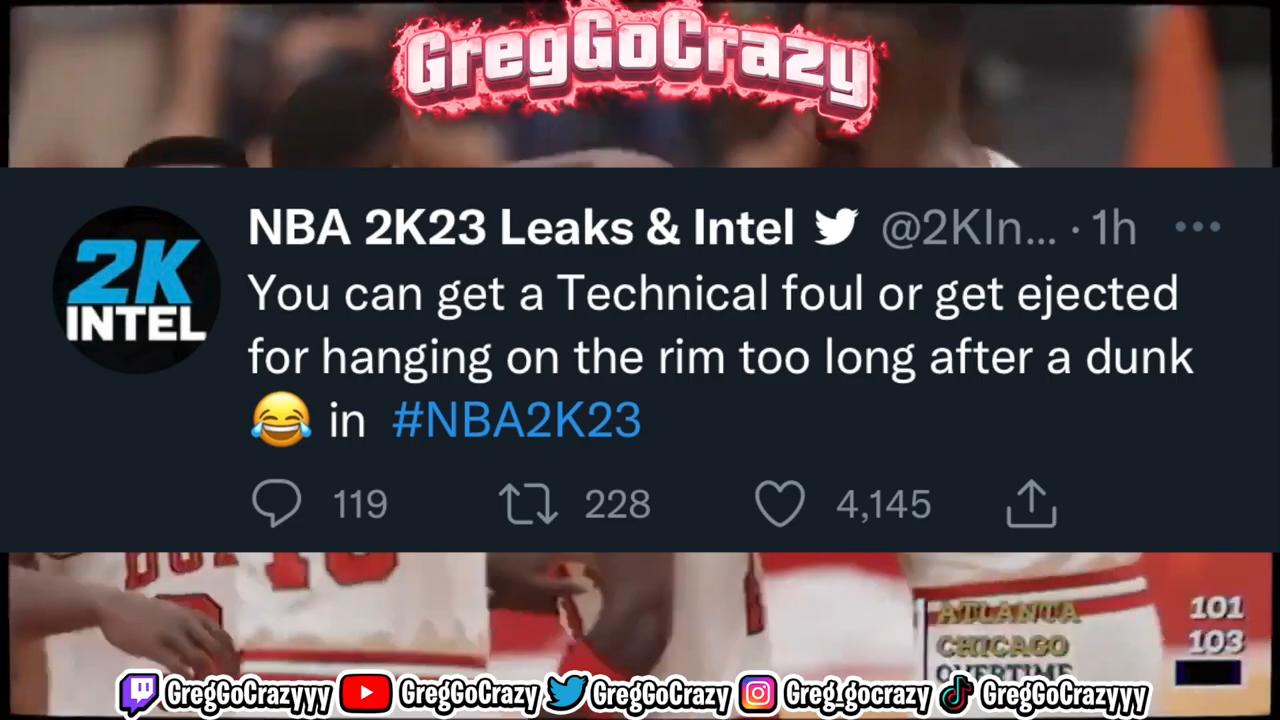 GregGoCrazy
2K
INTEL
NBA 2K23 Leaks & Intel @2KIn... · 1h
You can get a Technical foul or get ejected
for hanging on the rim too long after a dunk
😂 in #NBA2K23
119 228 4,145
ATLANTA 101
CHICAGO 103
OVERTIME
GregGoCrazyyy GregGoCrazy GregGoCrazy Greg_gocrazy GregGoCrazyyy